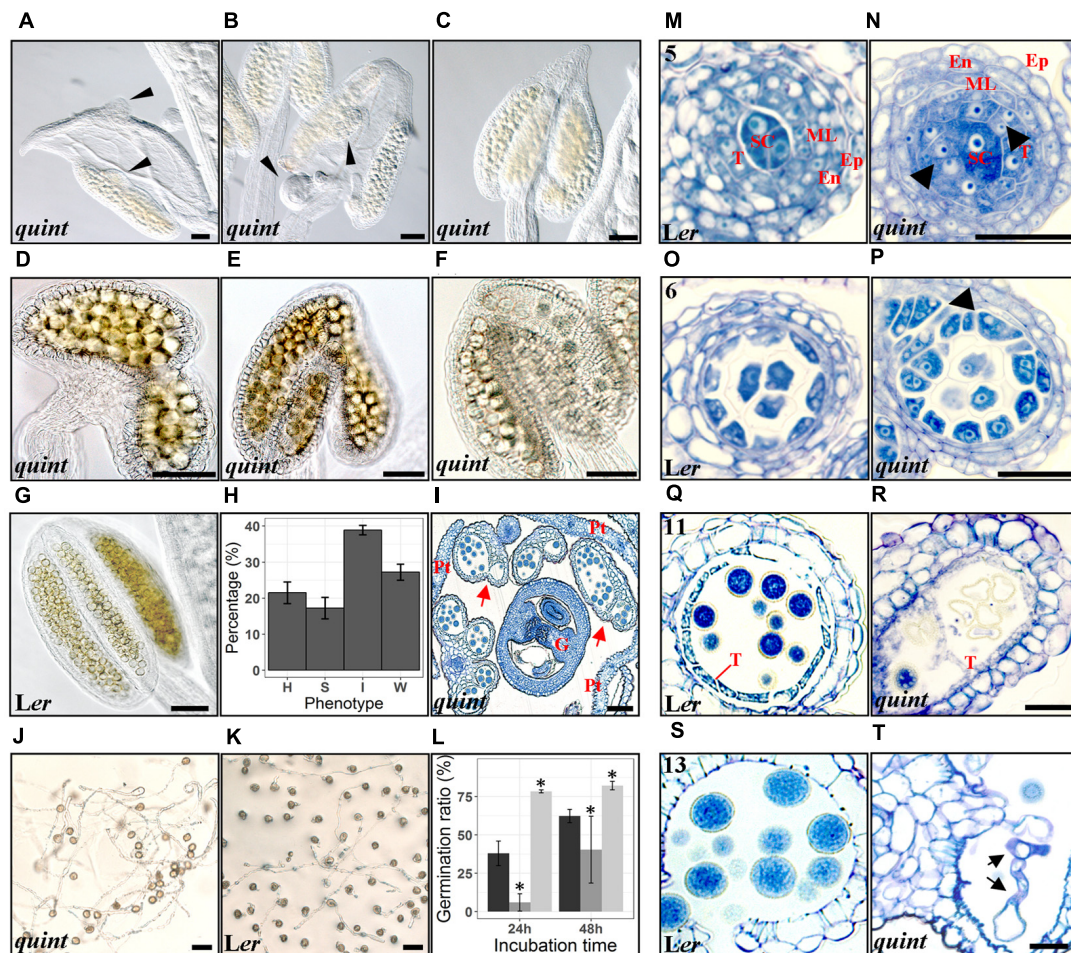 A B C M N
5 En Ep
ML
SC ML T SC T
Ep
En
quint quint quint Ler quint
D E F O P
6
quint quint quint Ler quint
G H I Q R
40
30
20
10
0
Percentage (%)
H S I W
Phenotype
Pt Pt
G
Pt
11
T T
Ler quint Ler quint
J K L S T
13
75
50
25
0
Germination ratio (%)
* * * *
24h 48h
Incubation time
quint Ler Ler quint